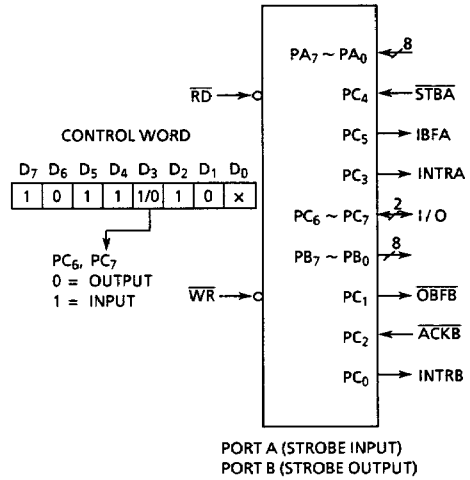 PA7 ~ PA0 8
RD PC4 STBA
CONTROL WORD PC5 IBFA
D7 D6 D5 D4 D3 D2 D1 D0 PC3 INTRA
1 0 1 1 1/0 1 0 × PC6 ~ PC7 2 I/O
PC6, PC7 PB7 ~ PB0 8
0 = OUTPUT
1 = INPUT WR PC1 OBFB
PC2 ACKB
PC0 INTRB
PORT A (STROBE INPUT)
PORT B (STROBE OUTPUT)